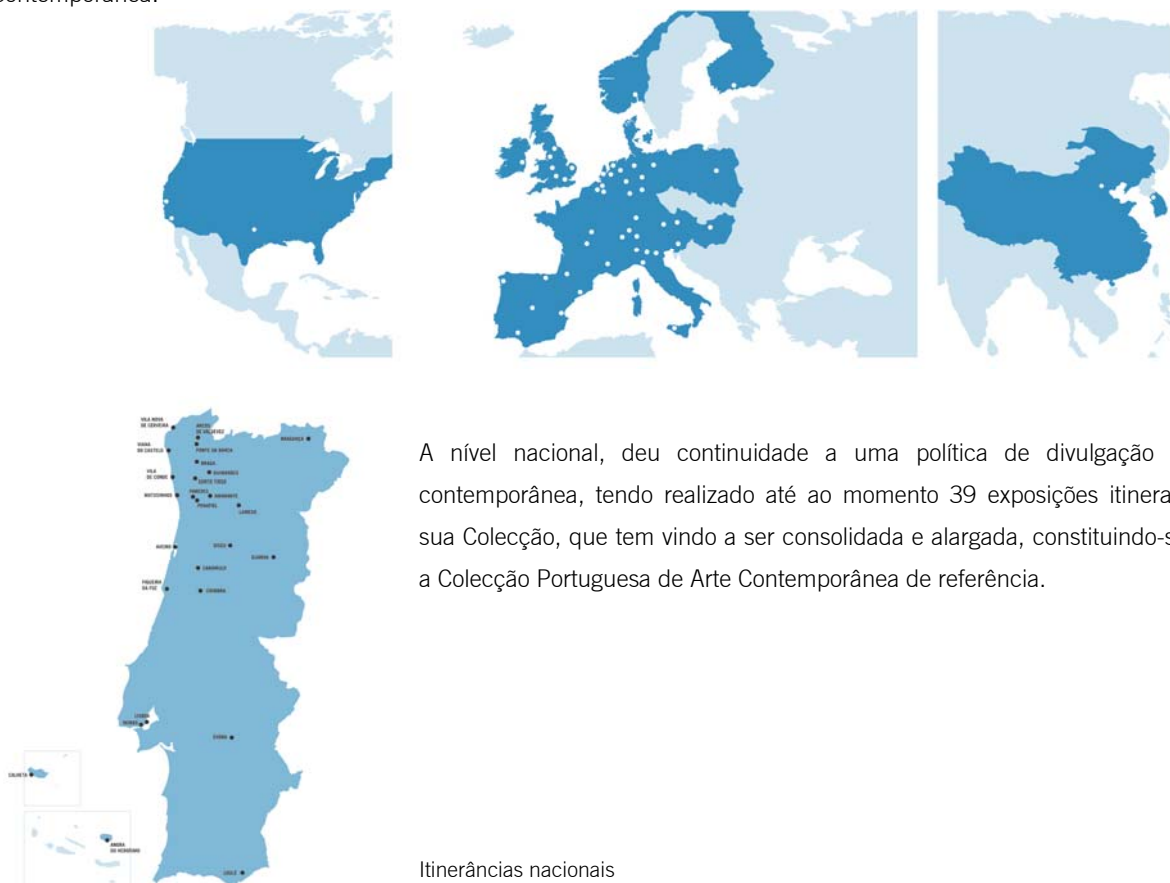 contemporânea.
VILA NOVA
DE CERVEIRA
ARCOS
DE VALDEVEZ
BRAGANÇA
VIANA
DO CASTELO
PONTE DA BARCA
BRAGA
VILA
DO CONDE
GUIMARÃES
SANTO TIRSO
MATOSINHOS
PAREDES
AMARANTE
PENAFIEL
LAMEGO
AVEIRO
VISEU
GUARDA
CARAMULO
FIGUEIRA
DA FOZ
COIMBRA
LISBOA
OEIRAS
ÉVORA
CALHETA
ANGRA
DO HEROÍSMO
LOULÉ
A nível nacional, deu continuidade a uma política de divulgação
contemporânea, tendo realizado até ao momento 39 exposições itinera
sua Colecção, que tem vindo a ser consolidada e alargada, constituindo-s
a Colecção Portuguesa de Arte Contemporânea de referência.
Itinerâncias nacionais